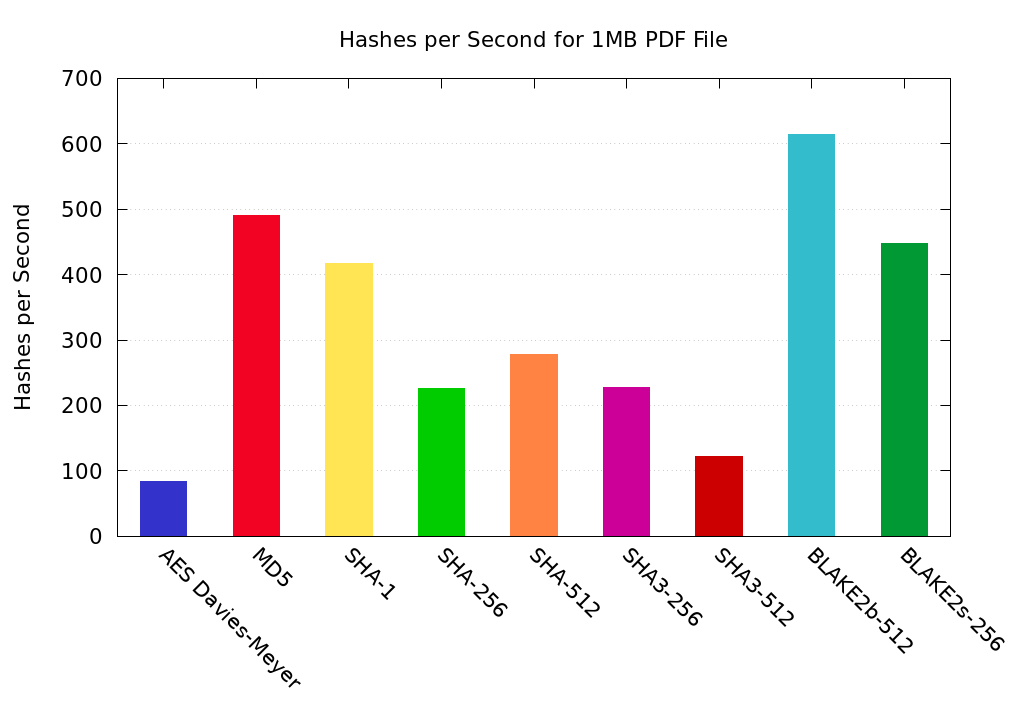 Hashes per Second for 1MB PDF File
700
600
500
400
300
200
100
0
Hashes per Second
AES Davies-Meyer
MD5
SHA-1
SHA-256
SHA-512
SHA3-256
SHA3-512
BLAKE2b-512
BLAKE2s-256